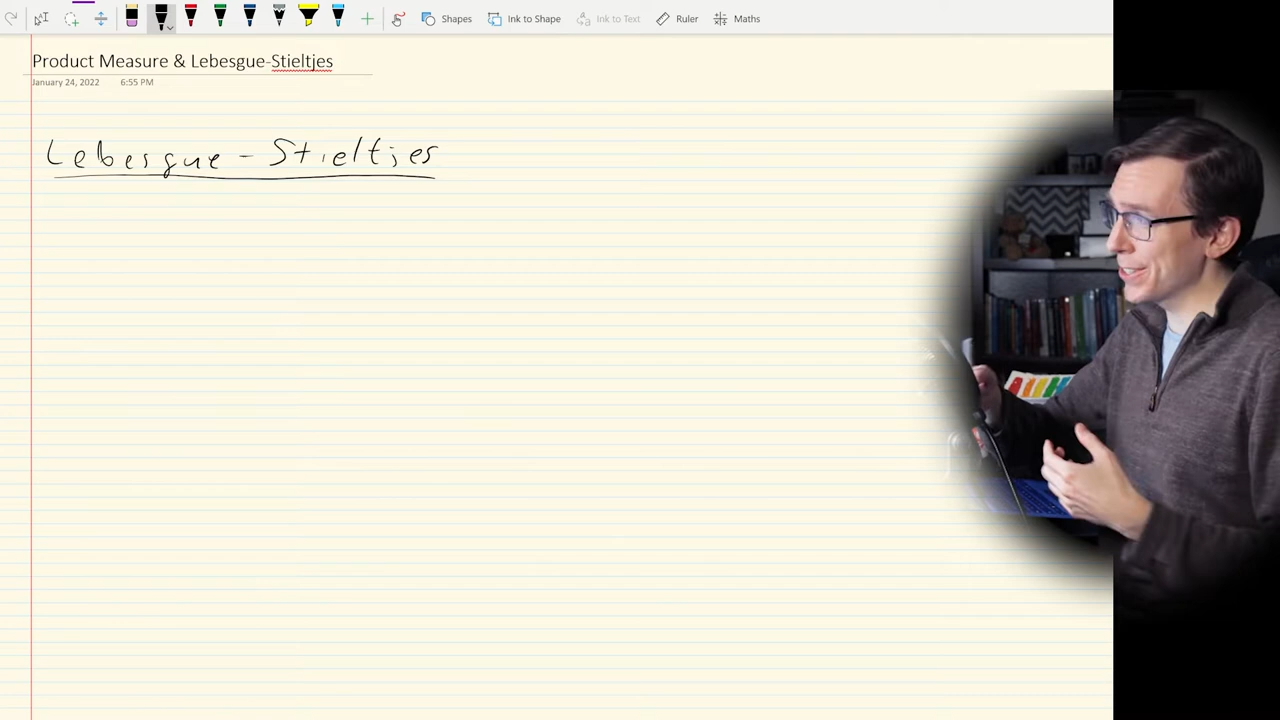 Shapes Ink to Shape Ink to Text Ruler Maths
Product Measure & Lebesgue-Stieltjes
January 24, 2022 6:55 PM
Lebesgue - Stieltjes